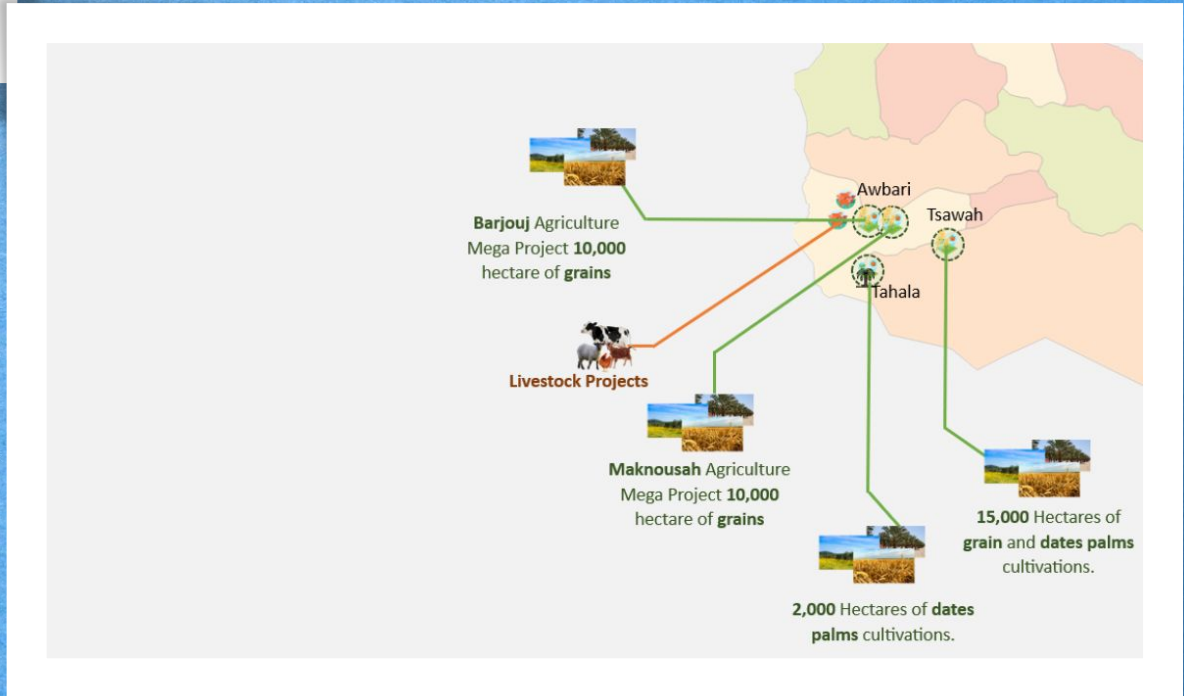 Awbari
Tsawah
Tahala
Barjouj Agriculture
Mega Project 10,000
hectare of grains
Livestock Projects
Maknousah Agriculture
Mega Project 10,000
hectare of grains
15,000 Hectares of
grain and dates palms
cultivations.
2,000 Hectares of dates
palms cultivations.